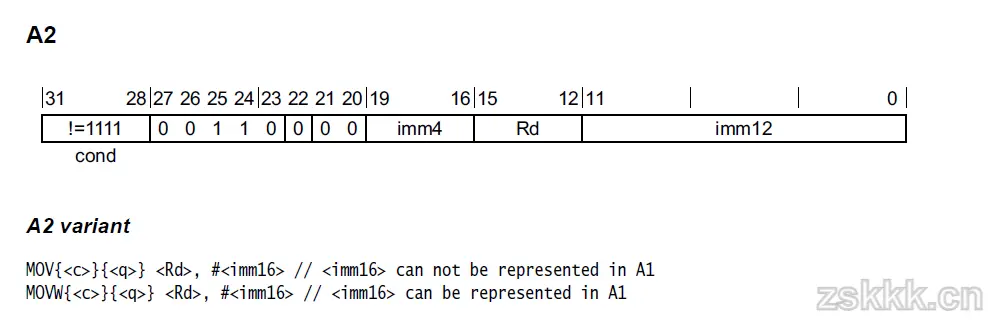 A2
31 28 27 26 25 24 23 22 21 20 19 16 15 12 11 0
!=1111 0 0 1 1 0 0 0 0 imm4 Rd imm12
cond
A2 variant
MOV{<c>}{<q>} <Rd>, #<imm16> // <imm16> can not be represented in A1
MOVW{<c>}{<q>} <Rd>, #<imm16> // <imm16> can be represented in A1
zskkk.cn